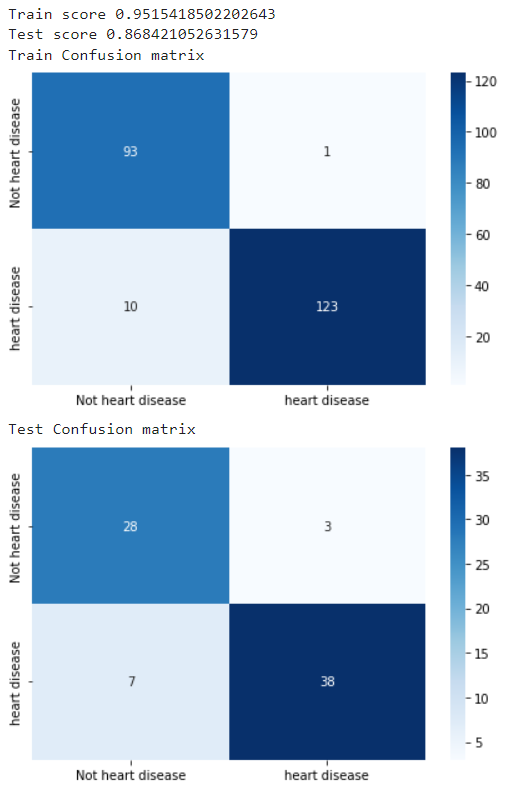 Train score 0.9515418502202643
Test score 0.868421052631579
Train Confusion matrix
Not heart disease
93
1
120
100
80
60
40
20
heart disease
10
123
Not heart disease
heart disease
Test Confusion matrix
Not heart disease
28
3
35
30
25
20
15
10
5
heart disease
7
38
Not heart disease
heart disease